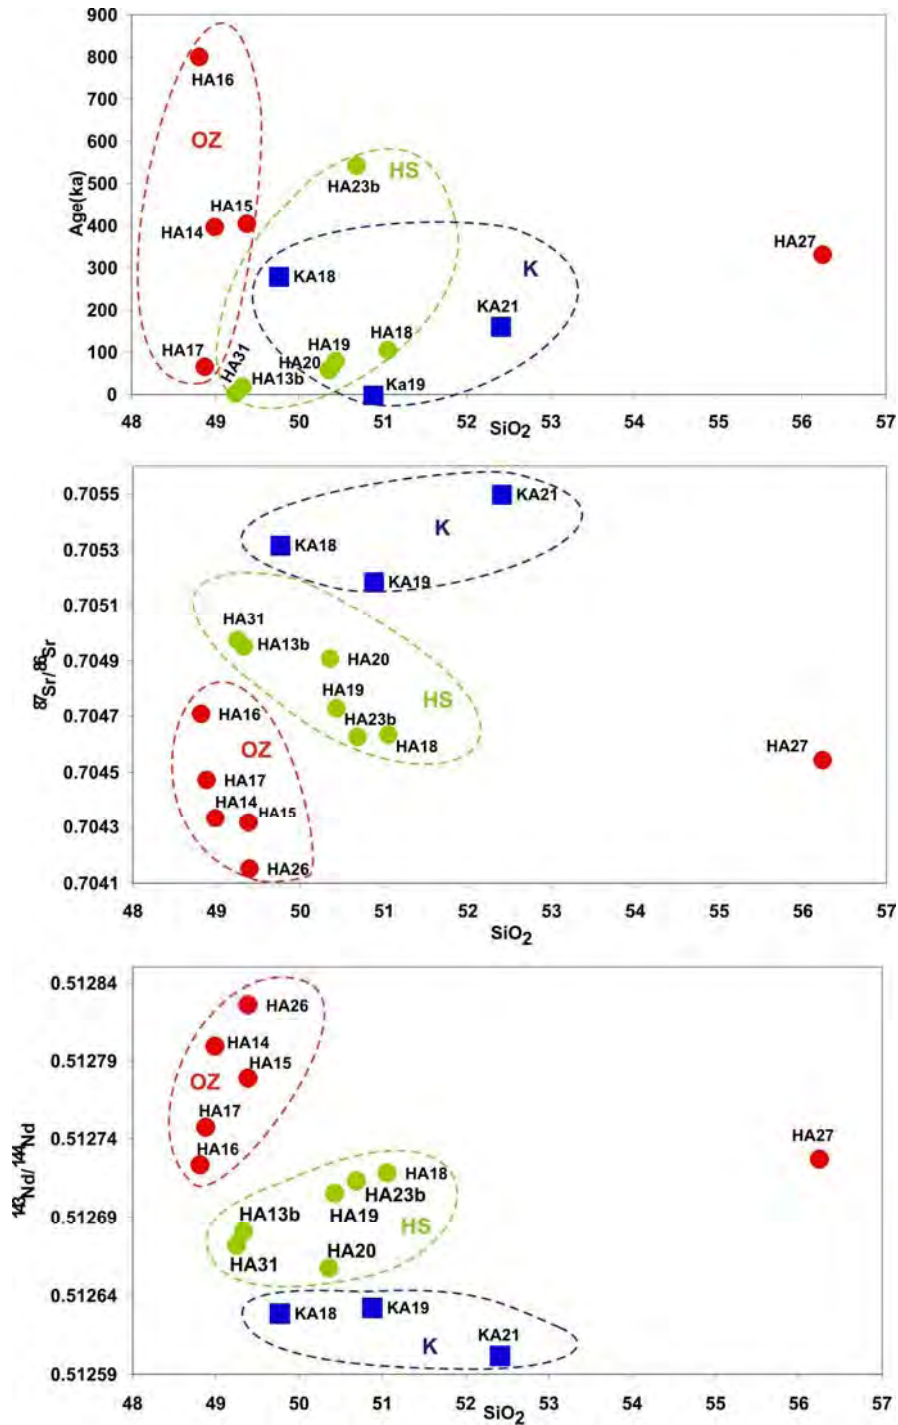 900
800
HA16
700
600
OZ
HS
500
HA23b
HA15
400
HA14
HA27
K
300
KA18
KA21
200
HA19
HA18
HA17
HA31
HA20
100
HA13b
Ka19
0
Age(ka)
48 49 50 51 52 53 54 55 56 57
SiO2
0.7055
KA21
K
0.7053
KA18
KA19
0.7051
HA31
HA13b
0.7049
HA20
HA19
HS
0.7047
HA16
HA23b
HA18
OZ
HA27
0.7045
HA17
HA14
HA15
0.7043
HA26
0.7041
87Sr/86Sr
48 49 50 51 52 53 54 55 56 57
SiO2
0.51284
HA26
HA14
0.51279
HA15
OZ
HA17
0.51274
HA16
HA27
HA18
HA23b
0.51269
HA13b
HA19
HS
HA31
HA20
0.51264
KA18
KA19
KA21
K
0.51259
143Nd/144Nd
48 49 50 51 52 53 54 55 56 57
SiO2